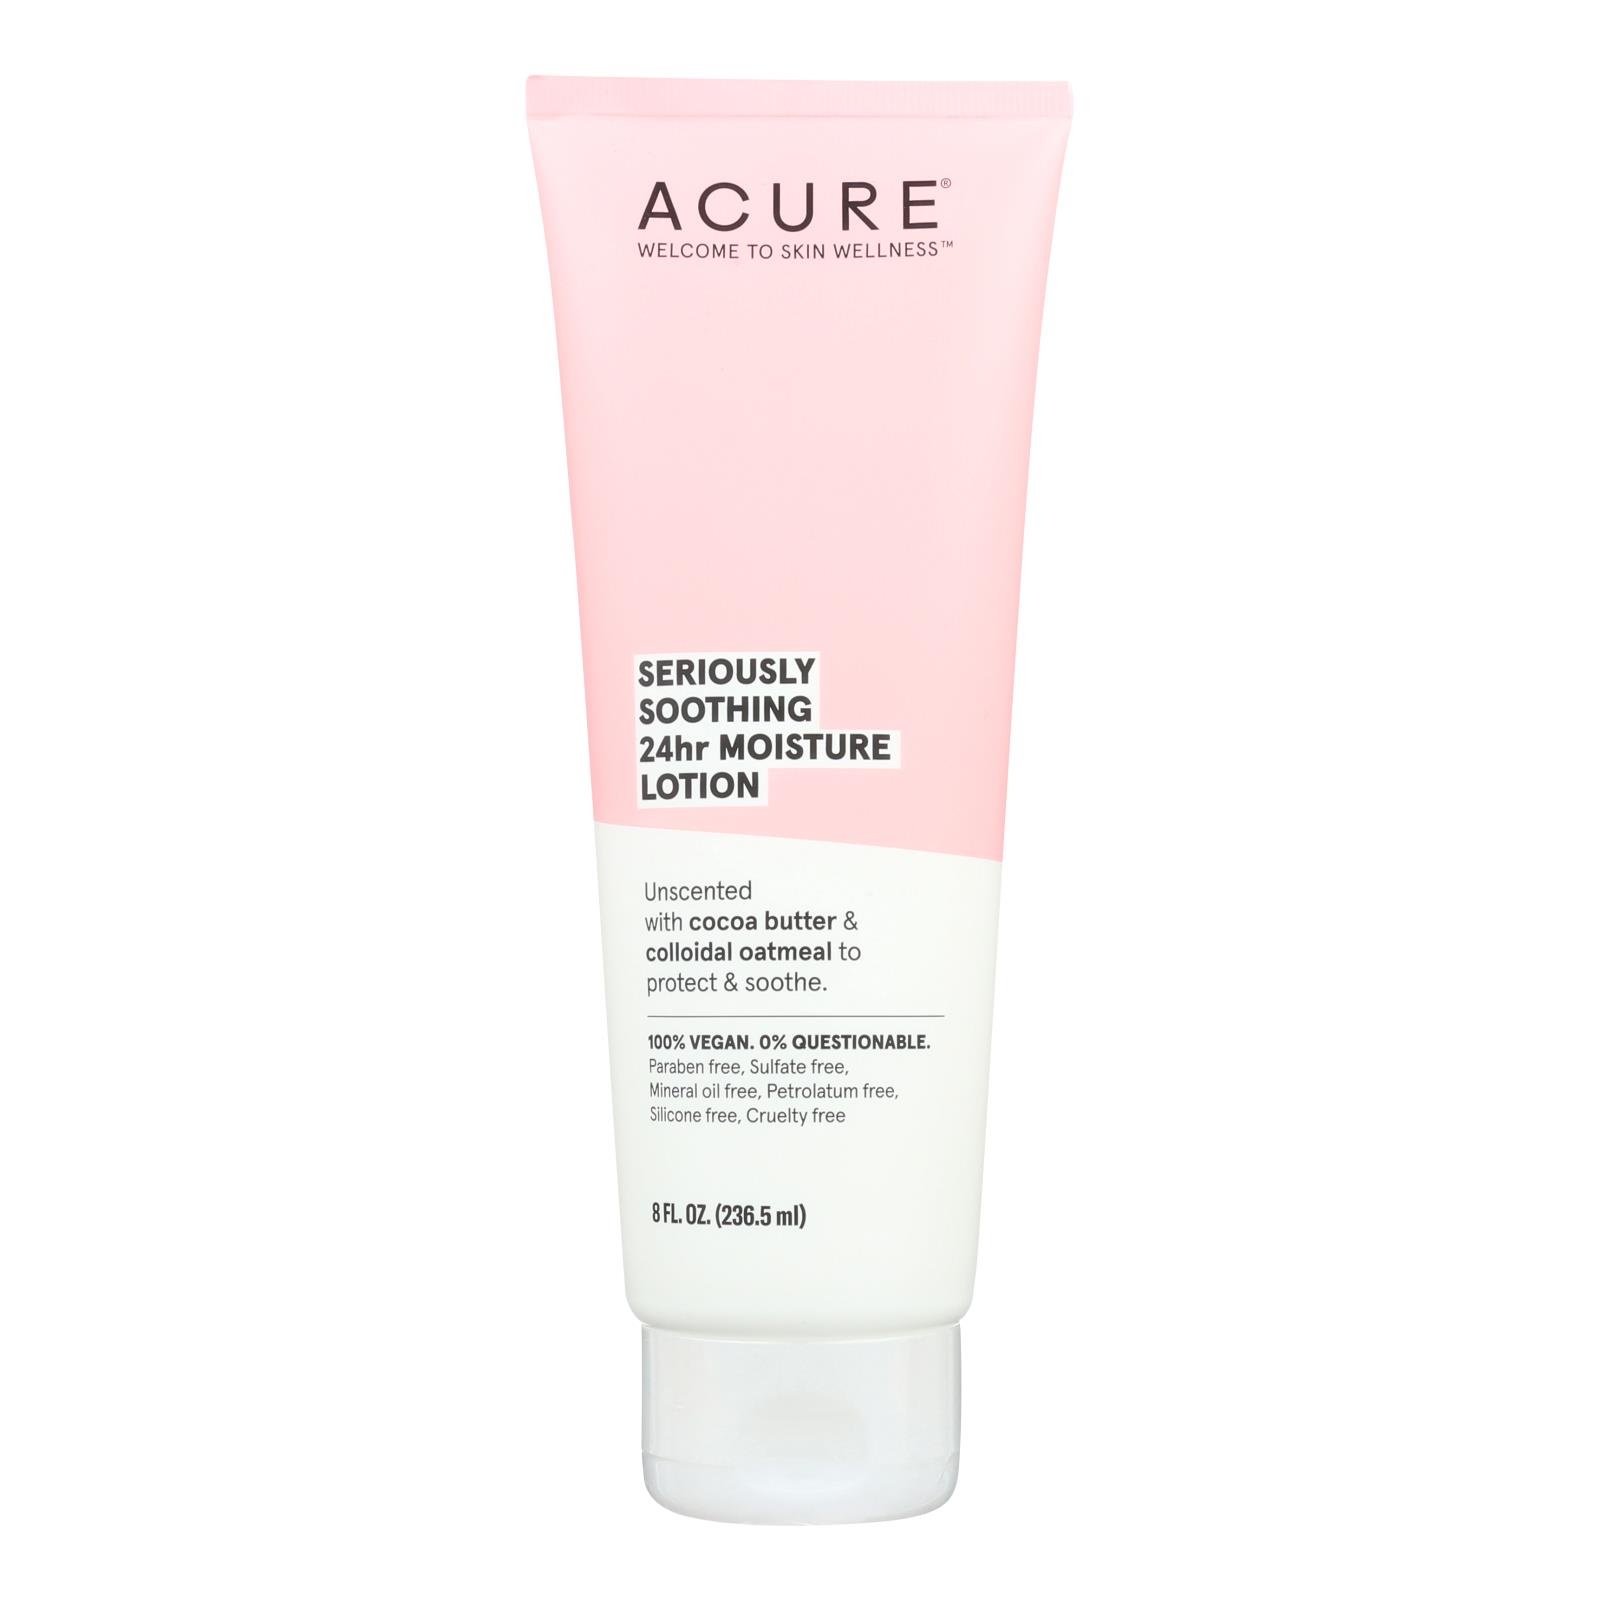 ACURE®
WELCOME TO SKIN WELLNESS™
SERIOUSLY
SOOTHING
24hr MOISTURE
LOTION
Unscented
with cocoa butter &
colloidal oatmeal to
protect & soothe.
100% VEGAN. 0% QUESTIONABLE.
Paraben free, Sulfate free,
Mineral oil free, Petrolatum free,
Silicone free, Cruelty free
8 FL. OZ. (236.5 ml)